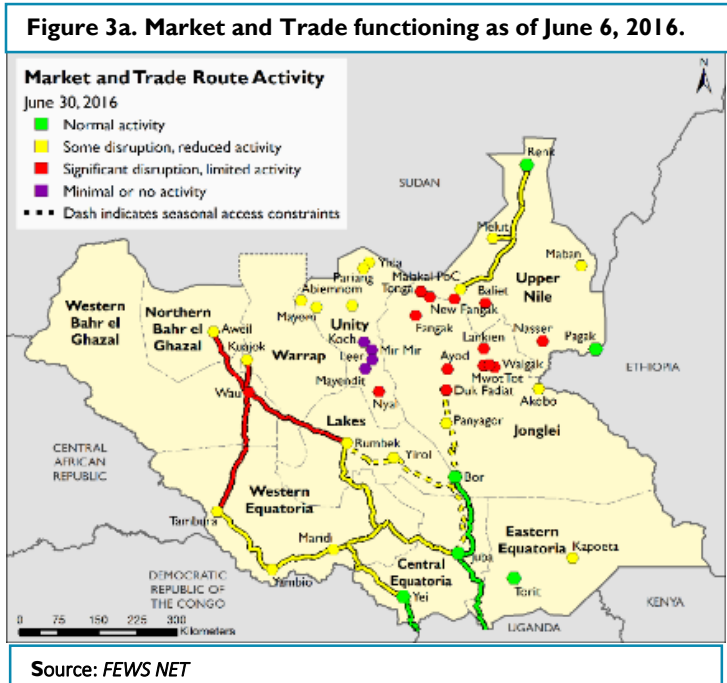 Figure 3a. Market and Trade functioning as of June 6, 2016.
Market and Trade Route Activity
June 30, 2016
Normal activity
Some disruption, reduced activity
Significant disruption, limited activity
Minimal or no activity
Dash indicates seasonal access constraints
N
SUDAN
Renk
Melut
Maban
Yida
Pariang
Malakal PoC
Tonga
Abiemnom
Baliet
Upper
Nile
Western
Bahr el
Ghazal
Northern
Bahr el
Ghazal
Aweil
Kuajok
Mayom
Unity
New Fangak
Fangak
Koch
Mir Mir
Leer
Mayendit
Warrap
Lankien
Nasser
Pagak
Ayod
Walgak
Mwot Tot
ETHIOPIA
Wau
Nyal
Duk Fadiat
Akobo
Lakes
Panyagor
Jonglei
Rumbek
Yirol
CENTRAL
AFRICAN
REPUBLIC
Bor
Western
Equatoria
Tambura
Mundri
Yambio
Juba
Eastern
Equatoria
Kapoeta
Central
Equatoria
Torit
Yei
DEMOCRATIC
REPUBLIC OF
THE CONGO
KENYA
UGANDA
0 75 150 225 300
Kilometers
Source: FEWS NET